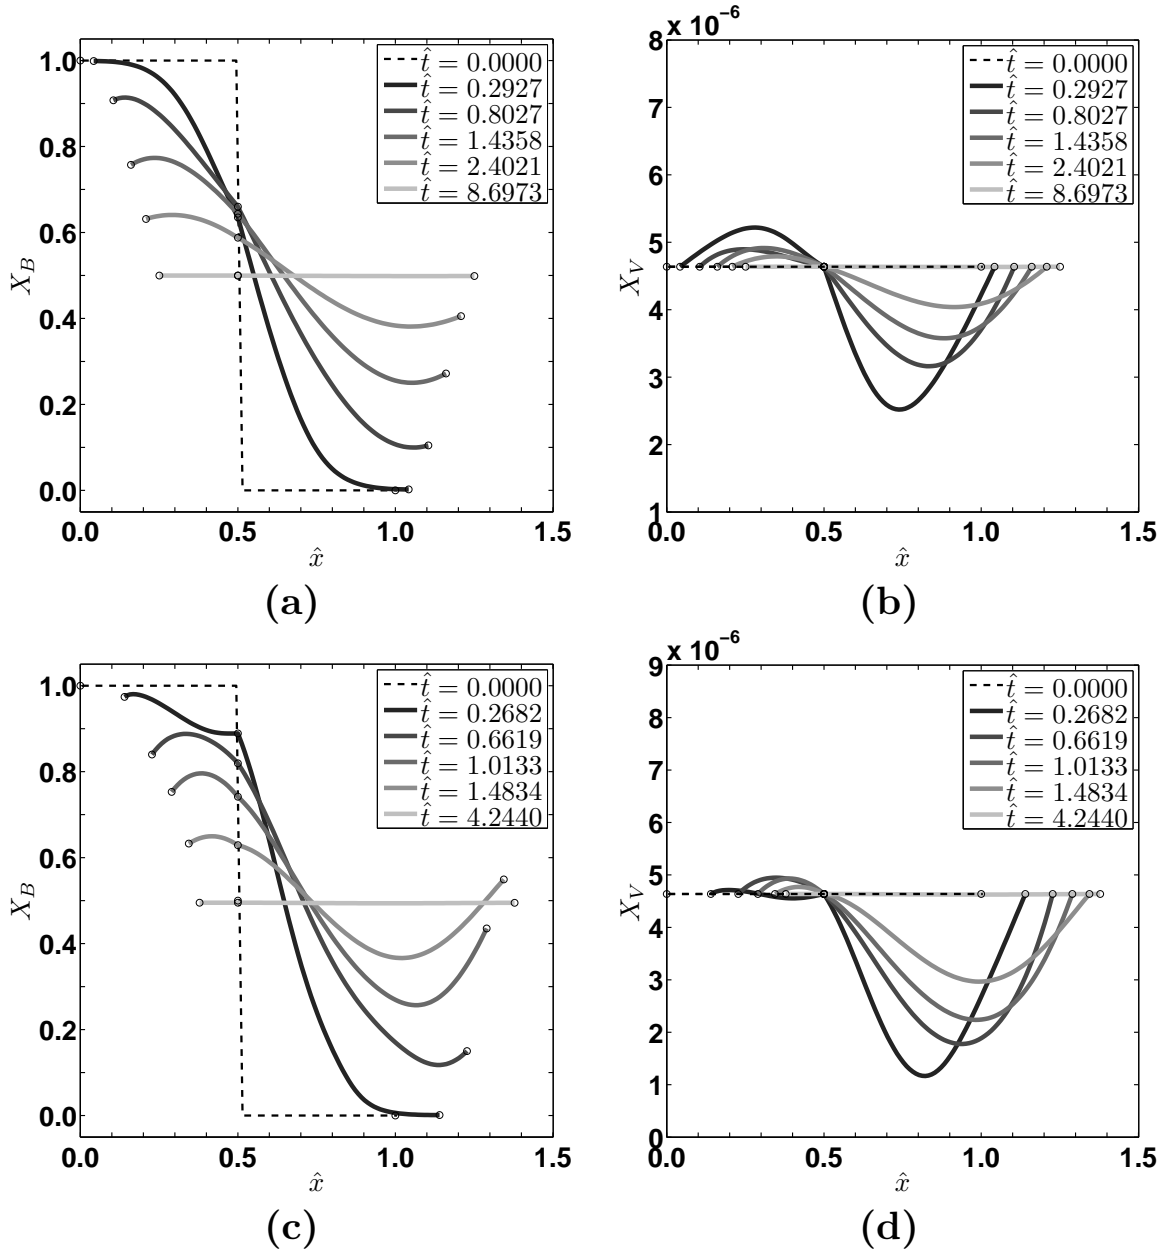 1.0
0.8
0.6
0.4
0.2
0.0
X_B
0.0 0.5 1.0 1.5
x̂
t̂ = 0.0000
t̂ = 0.2927
t̂ = 0.8027
t̂ = 1.4358
t̂ = 2.4021
t̂ = 8.6973
(a)
x 10⁻⁶
8
7
6
5
4
3
2
1
X_V
0.0 0.5 1.0 1.5
x̂
t̂ = 0.0000
t̂ = 0.2927
t̂ = 0.8027
t̂ = 1.4358
t̂ = 2.4021
t̂ = 8.6973
(b)
1.0
0.8
0.6
0.4
0.2
0.0
X_B
0.0 0.5 1.0 1.5
x̂
t̂ = 0.0000
t̂ = 0.2682
t̂ = 0.6619
t̂ = 1.0133
t̂ = 1.4834
t̂ = 4.2440
(c)
x 10⁻⁶
9
8
7
6
5
4
3
2
1
0
X_V
0.0 0.5 1.0 1.5
x̂
t̂ = 0.0000
t̂ = 0.2682
t̂ = 0.6619
t̂ = 1.0133
t̂ = 1.4834
t̂ = 4.2440
(d)